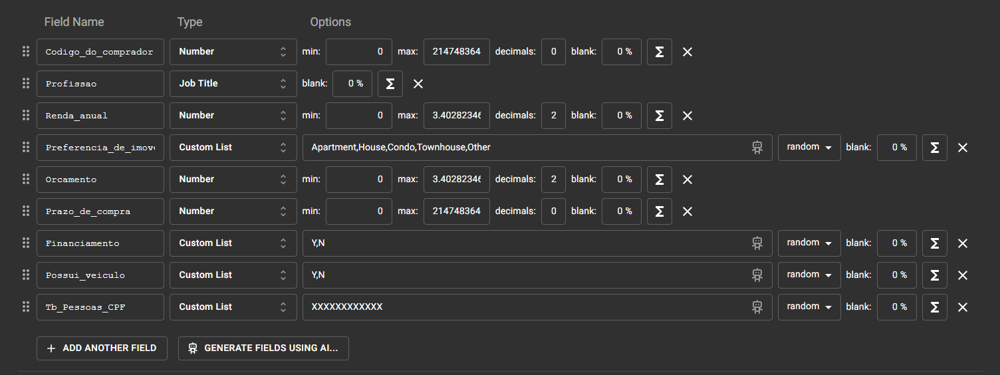 Field Name Type Options
Codigo_do_comprador Number min: 0 max: 214748364 decimals: 0 blank: 0 % Σ
Profissao Job Title blank: 0 % Σ
Renda_anual Number min: 0 max: 3.40282346 decimals: 2 blank: 0 % Σ
Preferencia_de_imove Custom List Apartment,House,Condo,Townhouse,Other random blank: 0 % Σ
Orcamento Number min: 0 max: 3.40282346 decimals: 2 blank: 0 % Σ
Prazo_de_compra Number min: 0 max: 214748364 decimals: 0 blank: 0 % Σ
Financiamento Custom List Y,N random blank: 0 % Σ
Possui_veiculo Custom List Y,N random blank: 0 % Σ
Tb_Pessoas_CPF Custom List XXXXXXXXXXXX random blank: 0 % Σ
+ ADD ANOTHER FIELD GENERATE FIELDS USING AI...